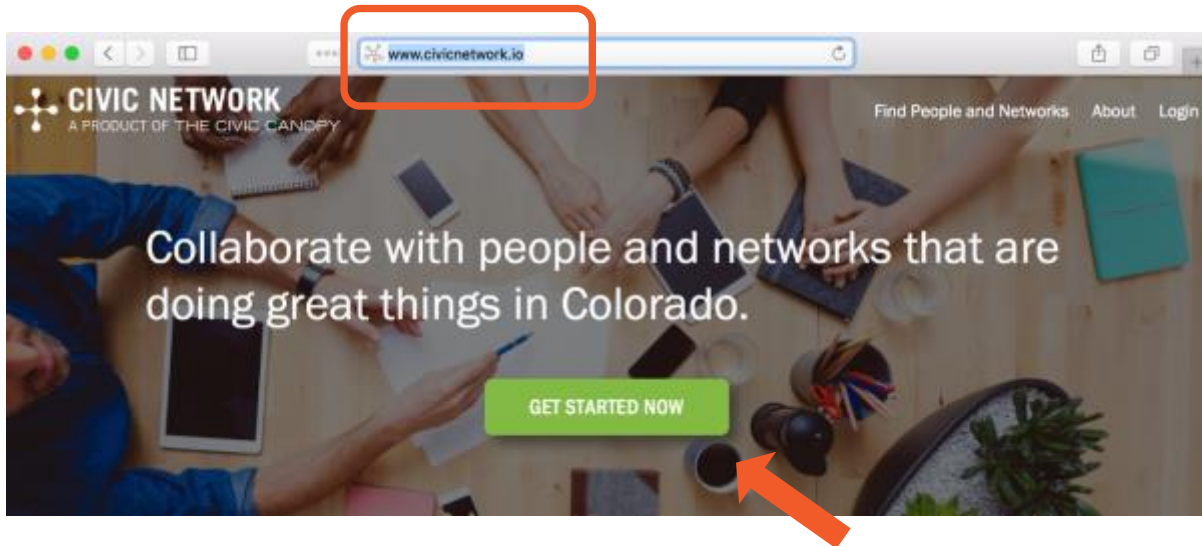 www.civicnetwork.io
CIVIC NETWORK
A PRODUCT OF THE CIVIC CANOPY
Find People and Networks About Login
Collaborate with people and networks that are
doing great things in Colorado.
GET STARTED NOW